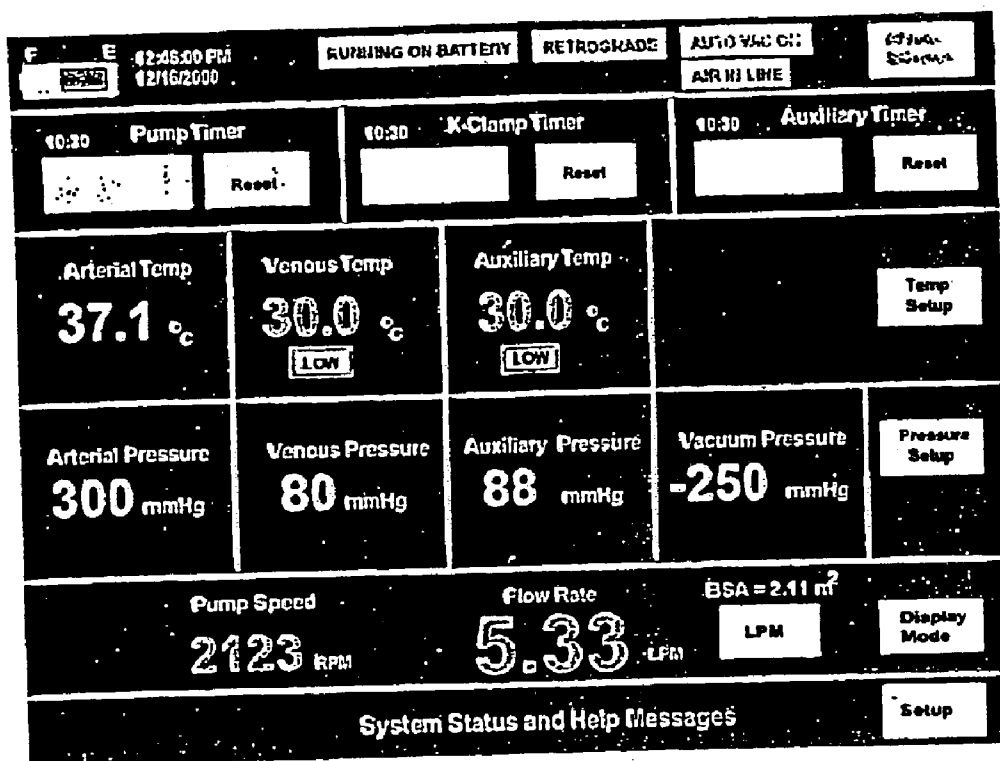 F E 12:46:00 PM RUNNING ON BATTERY RETROGRADE AUTO VAC ON
12/16/2000 AIR IN LINE
10:30 Pump Timer 10:30 X-Clamp Timer 10:30 Auxiliary Timer
Reset Reset Reset
Arterial Temp Venous Temp Auxiliary Temp
Temp
Setup
37.1 °C 30.0 °C 30.0 °C
LOW LOW
Arterial Pressure Venous Pressure Auxiliary Pressure Vacuum Pressure
Pressure
Setup
300 mmHg 80 mmHg 88 mmHg -250 mmHg
Pump Speed Flow Rate BSA = 2.11 m²
2123 RPM 5.33 LPM LPM
Display
Mode
System Status and Help Messages Setup